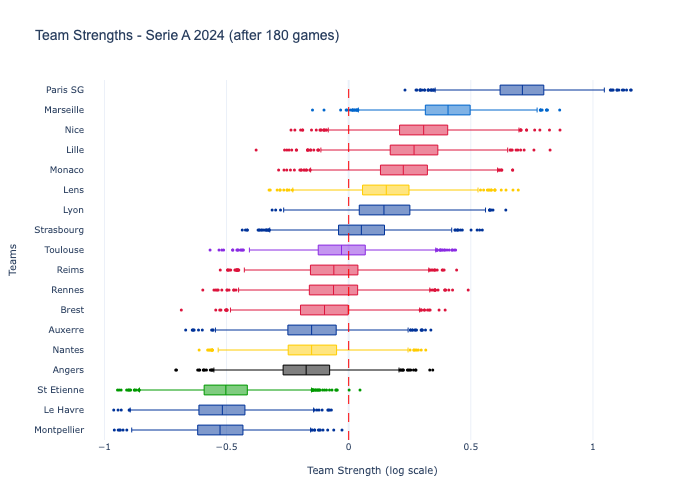 Team Strengths - Serie A 2024 (after 180 games)
Teams
Paris SG
Marseille
Nice
Lille
Monaco
Lens
Lyon
Strasbourg
Toulouse
Reims
Rennes
Brest
Auxerre
Nantes
Angers
St Etienne
Le Havre
Montpellier
−1
−0.5
0
0.5
1
Team Strength (log scale)